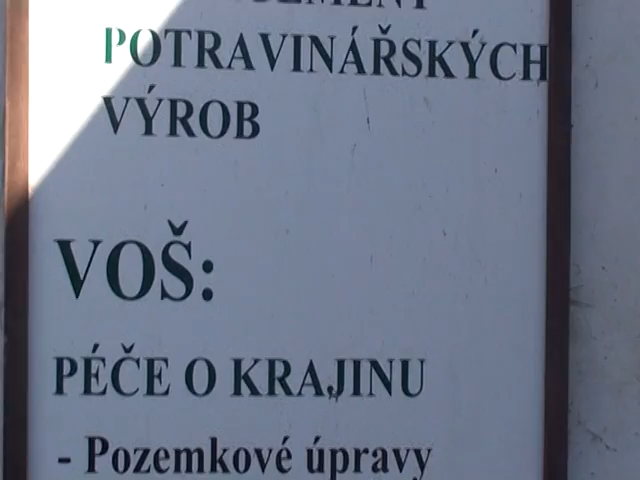 POTRAVINÁŘSKÝCH
VÝROB
VOŠ:
PÉČE O KRAJINU
- Pozemkové úpravy